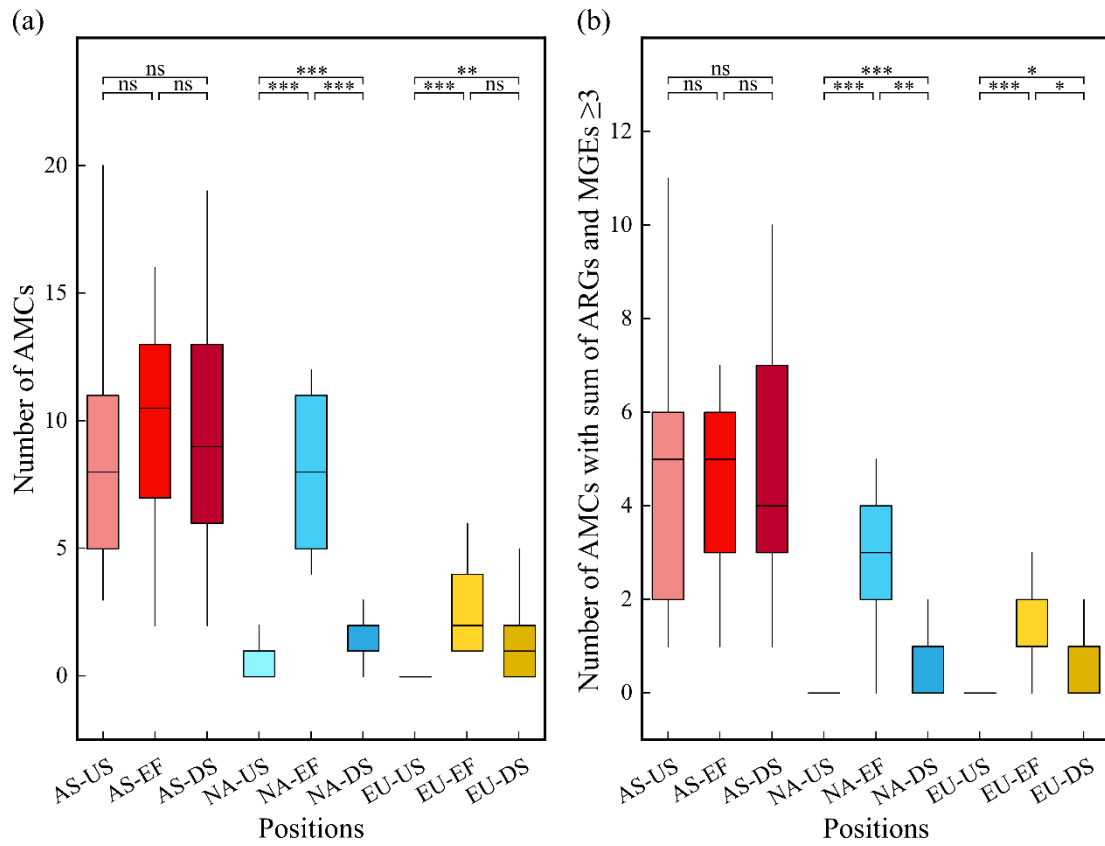 (a)
Number of AMCs
20
15
10
5
0
ns
ns ns
***
*** ***
**
*** ns
AS-US AS-EF AS-DS NA-US NA-EF NA-DS EU-US EU-EF EU-DS
Positions
(b)
Number of AMCs with sum of ARGs and MGEs ≥3
12
10
8
6
4
2
0
ns
ns ns
***
*** **
*
*** *
AS-US AS-EF AS-DS NA-US NA-EF NA-DS EU-US EU-EF EU-DS
Positions